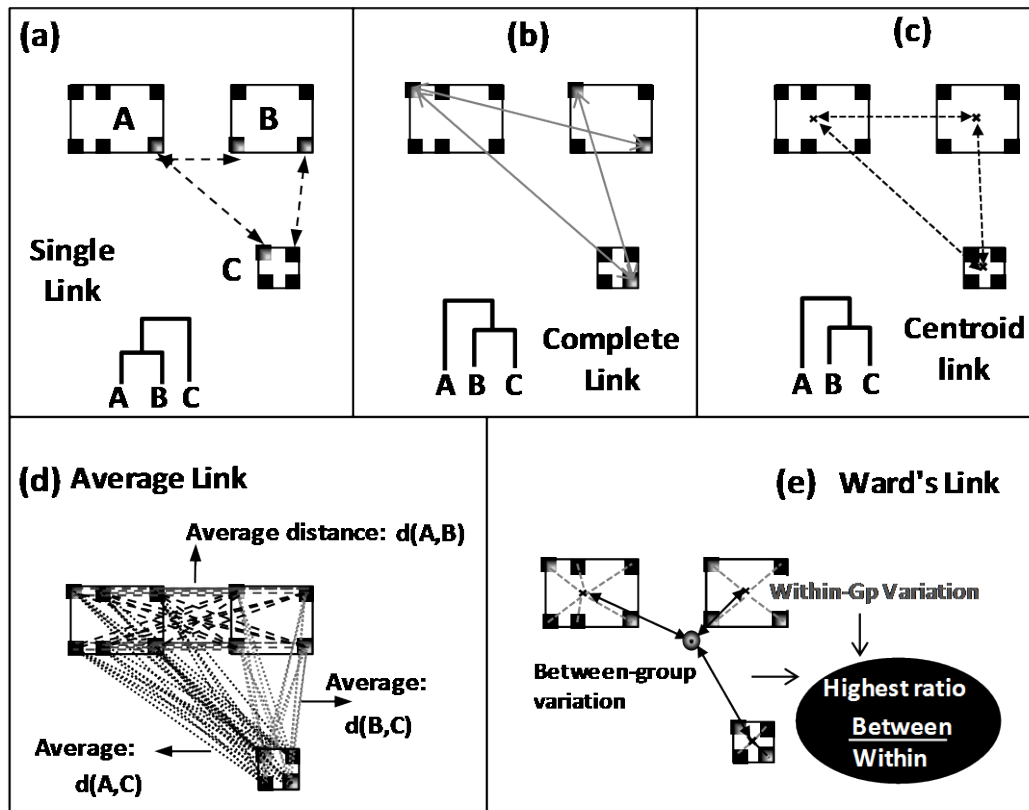 (a)
A
B
Single
Link
C
A B C
(b)
Complete
Link
A B C
(c)
Centroid
link
A B C
(d) Average Link
Average distance: d(A,B)
Average:
d(B,C)
Average:
d(A,C)
(e) Ward's Link
Within-Gp Variation
Between-group
variation
Highest ratio
Between
Within